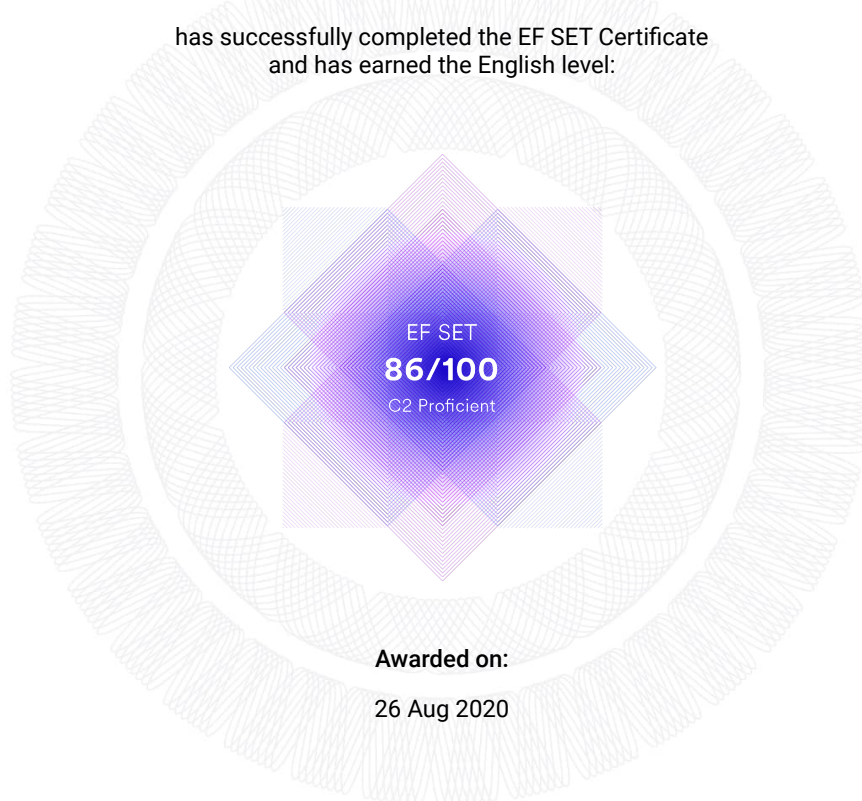 has successfully completed the EF SET Certificate
and has earned the English level:
EF SET
86/100
C2 Proficient
Awarded on:
26 Aug 2020